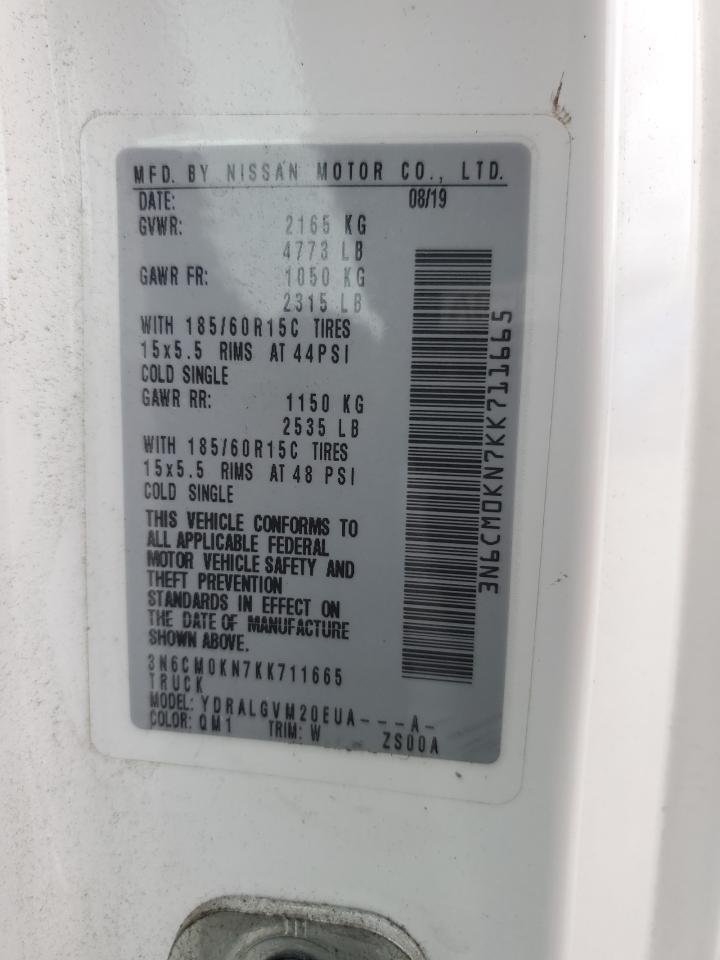 MFD. BY NISSAN MOTOR CO., LTD.
DATE: 08/19
GVWR: 2165 KG
4773 LB
GAWR FR: 1050 KG
2315 LB
WITH 185/60R15C TIRES
15x5.5 RIMS AT 44PSI
COLD SINGLE
GAWR RR: 1150 KG
2535 LB
WITH 185/60R15C TIRES
15x5.5 RIMS AT 48 PSI
COLD SINGLE
THIS VEHICLE CONFORMS TO
ALL APPLICABLE FEDERAL
MOTOR VEHICLE SAFETY AND
THEFT PREVENTION
STANDARDS IN EFFECT ON
THE DATE OF MANUFACTURE
SHOWN ABOVE.
3N6CM0KN7KK711665
TRUCK
MODEL: YDRALGVM20EUA---A-
COLOR: QM1 TRIM: W ZS00A
3N6CM0KN7KK711665